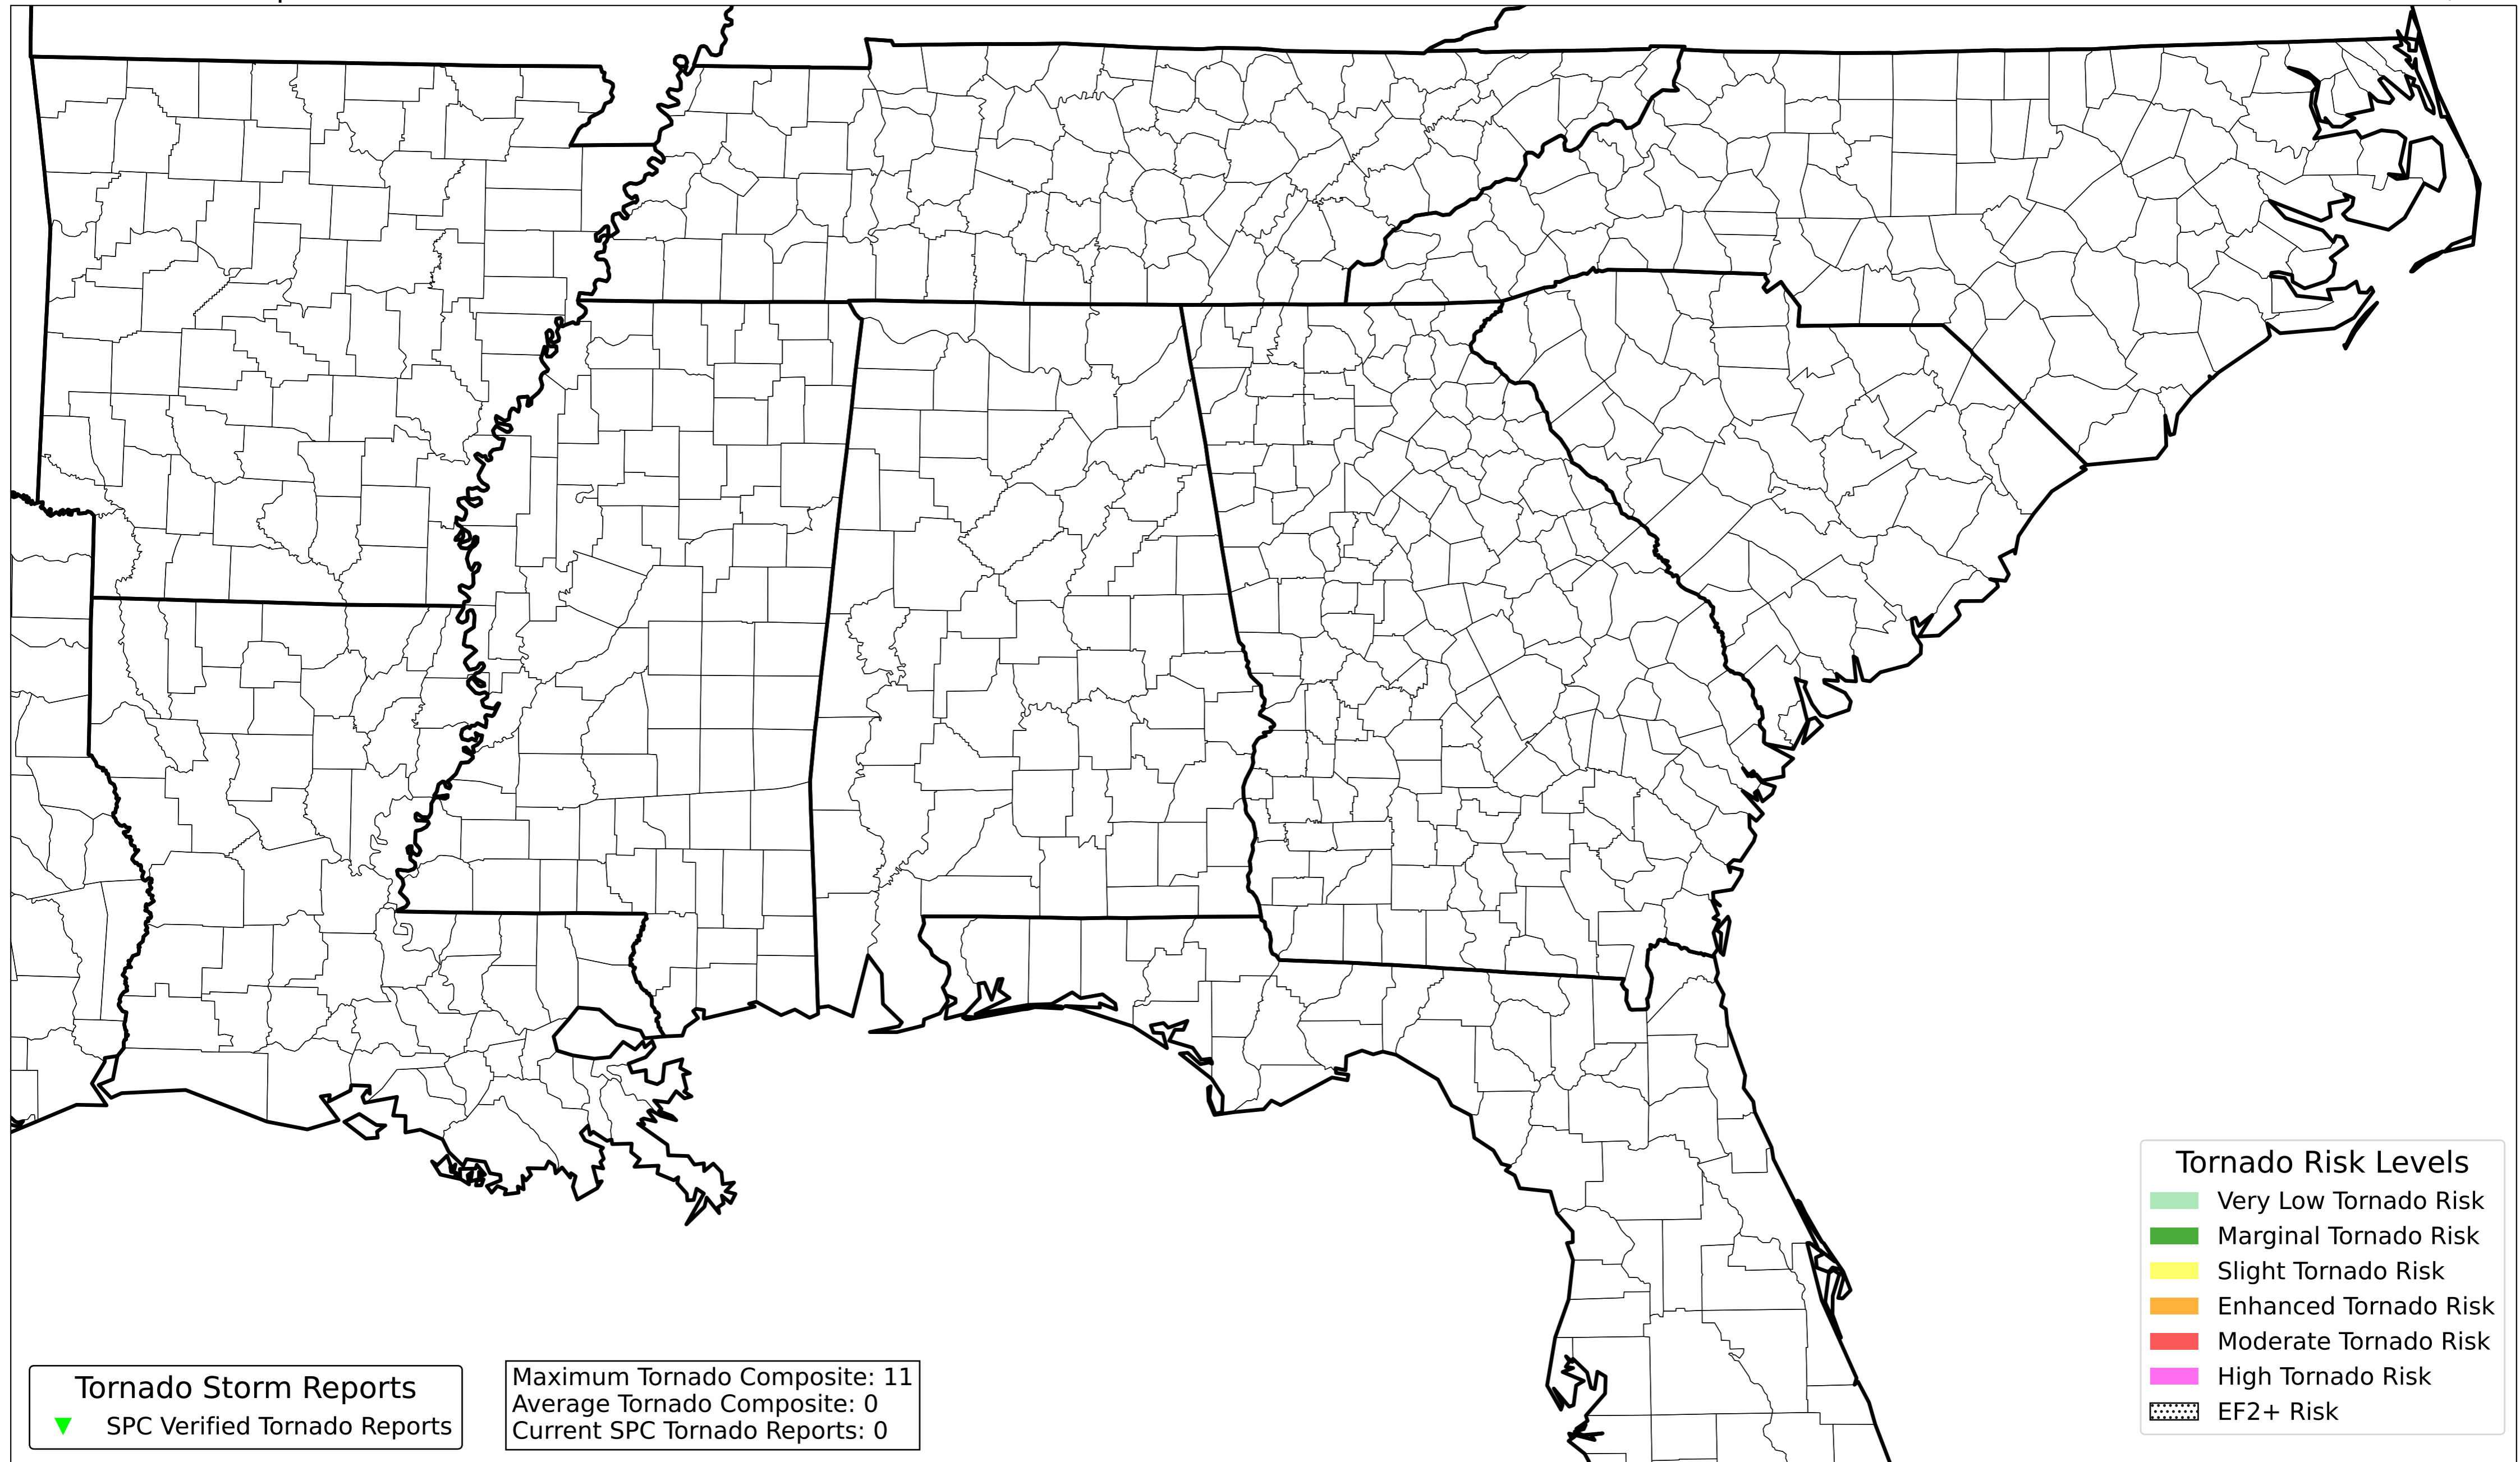 Tornado Risk Levels
Very Low Tornado Risk
Marginal Tornado Risk
Slight Tornado Risk
Enhanced Tornado Risk
Moderate Tornado Risk
High Tornado Risk
EF2+ Risk
Tornado Storm Reports
SPC Verified Tornado Reports
Maximum Tornado Composite: 11
Average Tornado Composite: 0
Current SPC Tornado Reports: 0